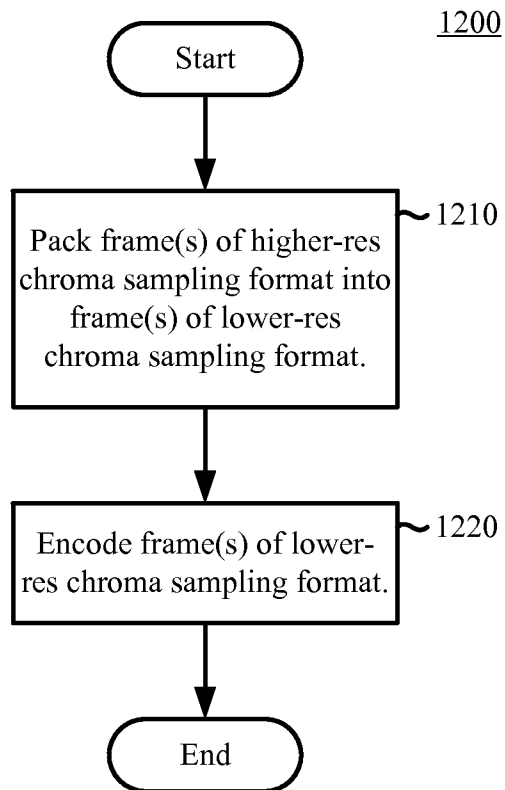 1200
Start
1210
Pack frame(s) of higher-res
chroma sampling format into
frame(s) of lower-res
chroma sampling format.
1220
Encode frame(s) of lower-
res chroma sampling format.
End